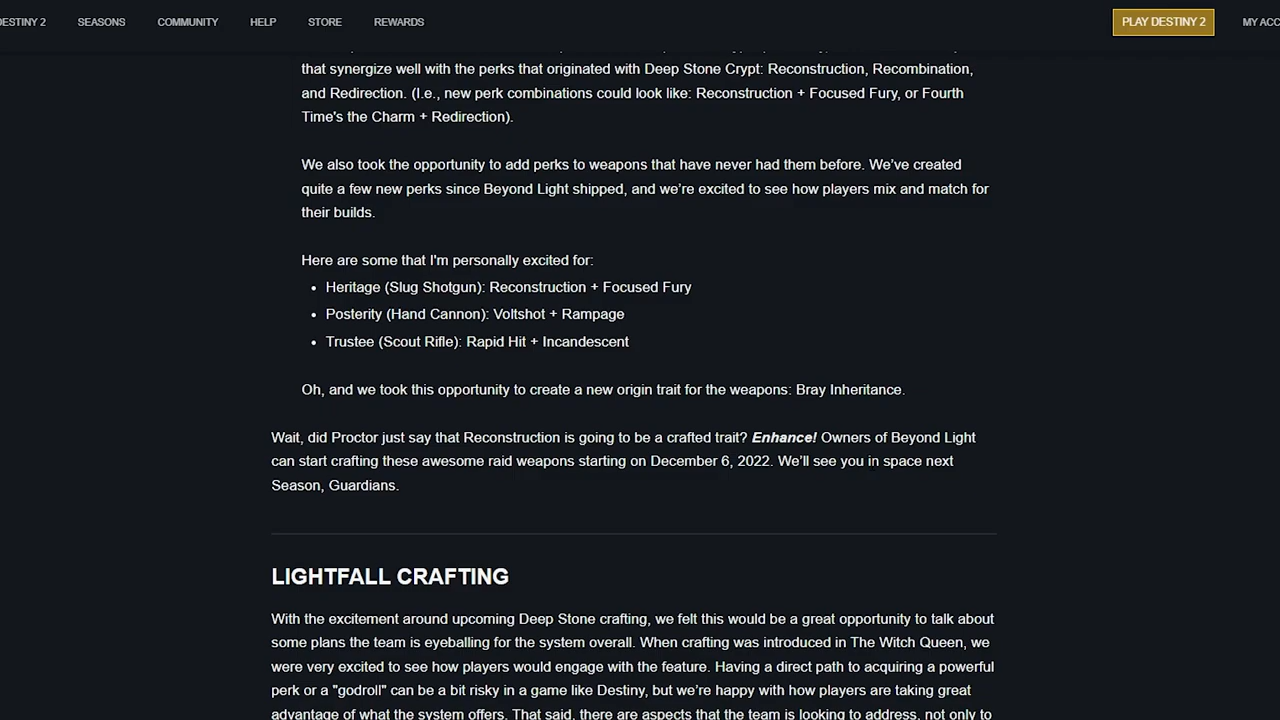 DESTINY 2 SEASONS COMMUNITY HELP STORE REWARDS PLAY DESTINY 2 MY ACC
that synergize well with the perks that originated with Deep Stone Crypt: Reconstruction, Recombination,
and Redirection. (I.e., new perk combinations could look like: Reconstruction + Focused Fury, or Fourth
Time's the Charm + Redirection).
We also took the opportunity to add perks to weapons that have never had them before. We've created
quite a few new perks since Beyond Light shipped, and we're excited to see how players mix and match for
their builds.
Here are some that I'm personally excited for:
• Heritage (Slug Shotgun): Reconstruction + Focused Fury
• Posterity (Hand Cannon): Voltshot + Rampage
• Trustee (Scout Rifle): Rapid Hit + Incandescent
Oh, and we took this opportunity to create a new origin trait for the weapons: Bray Inheritance.
Wait, did Proctor just say that Reconstruction is going to be a crafted trait? Enhance! Owners of Beyond Light
can start crafting these awesome raid weapons starting on December 6, 2022. We'll see you in space next
Season, Guardians.
LIGHTFALL CRAFTING
With the excitement around upcoming Deep Stone crafting, we felt this would be a great opportunity to talk about
some plans the team is eyeballing for the system overall. When crafting was introduced in The Witch Queen, we
were very excited to see how players would engage with the feature. Having a direct path to acquiring a powerful
perk or a "godroll" can be a bit risky in a game like Destiny, but we're happy with how players are taking great
advantage of what the system offers. That said, there are aspects that the team is looking to address, not only to